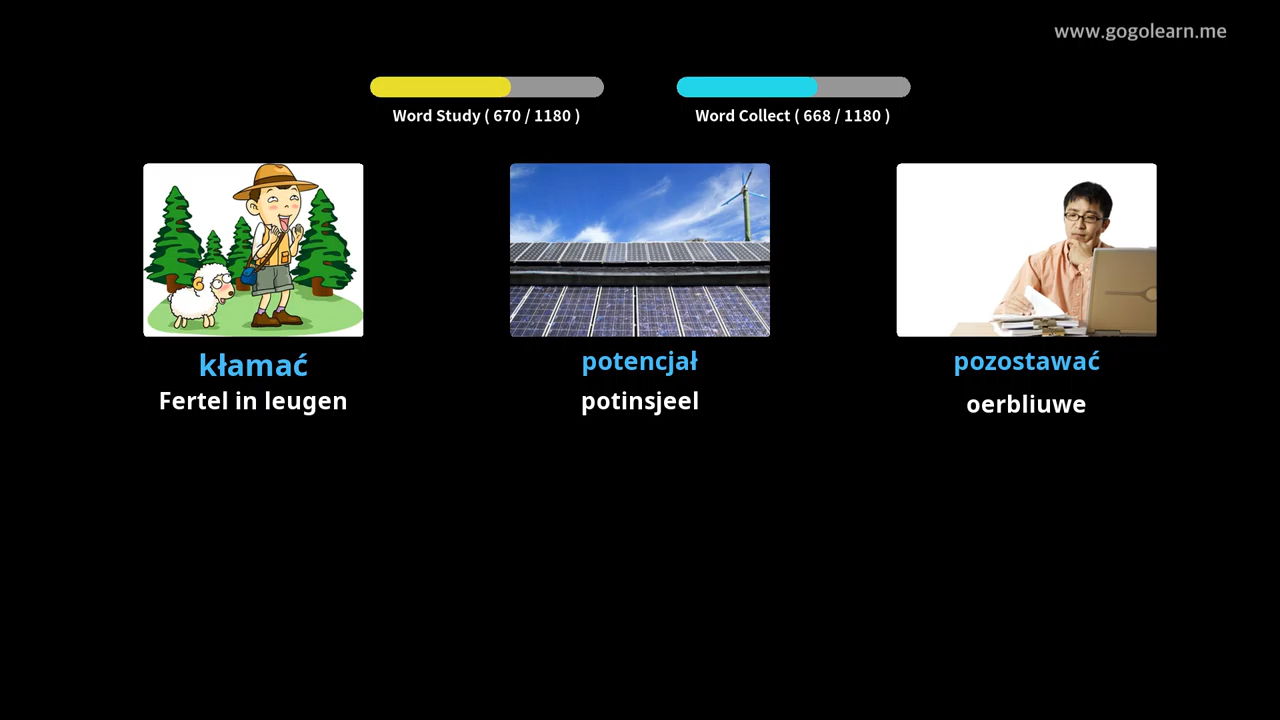 www.gogolearn.me
Word Study ( 670 / 1180 )
Word Collect ( 668 / 1180 )
kłamać
Fertel in leugen
potencjał
potinsjeel
pozostawać
oerbliuwe